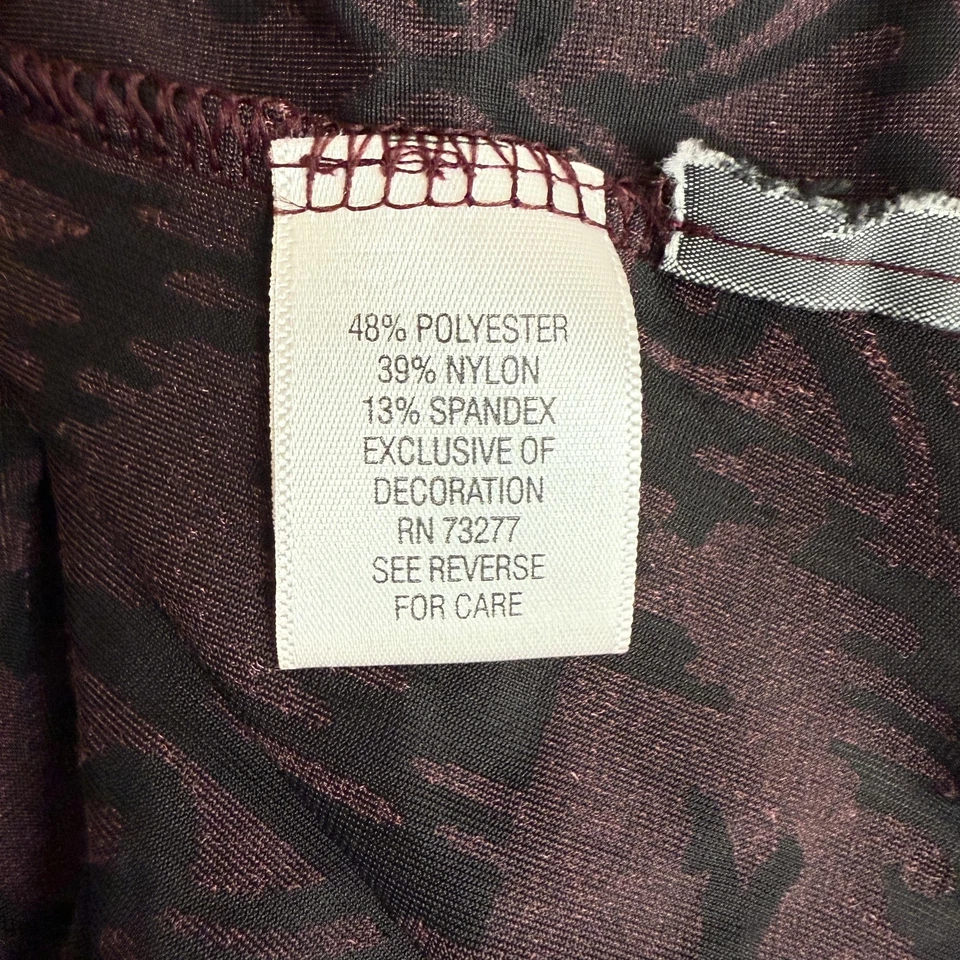 48% POLYESTER
39% NYLON
13% SPANDEX
EXCLUSIVE OF
DECORATION
RN 73277
SEE REVERSE
FOR CARE